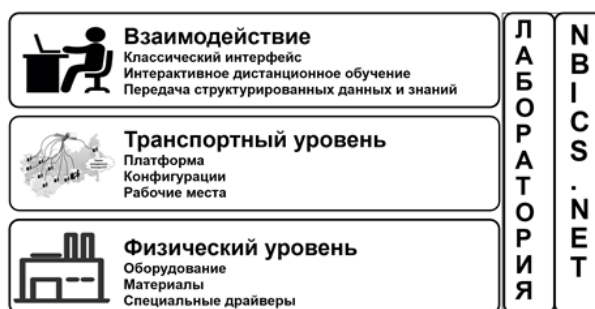 Взаимодействие
Классический интерфейс
Интерактивное дистанционное обучение
Передача структурированных данных и знаний
Транспортный уровень
Платформа
Конфигурации
Рабочие места
Физический уровень
Оборудование
Материалы
Специальные драйверы
ЛАБОРАТОРИЯ
NBICS.NET